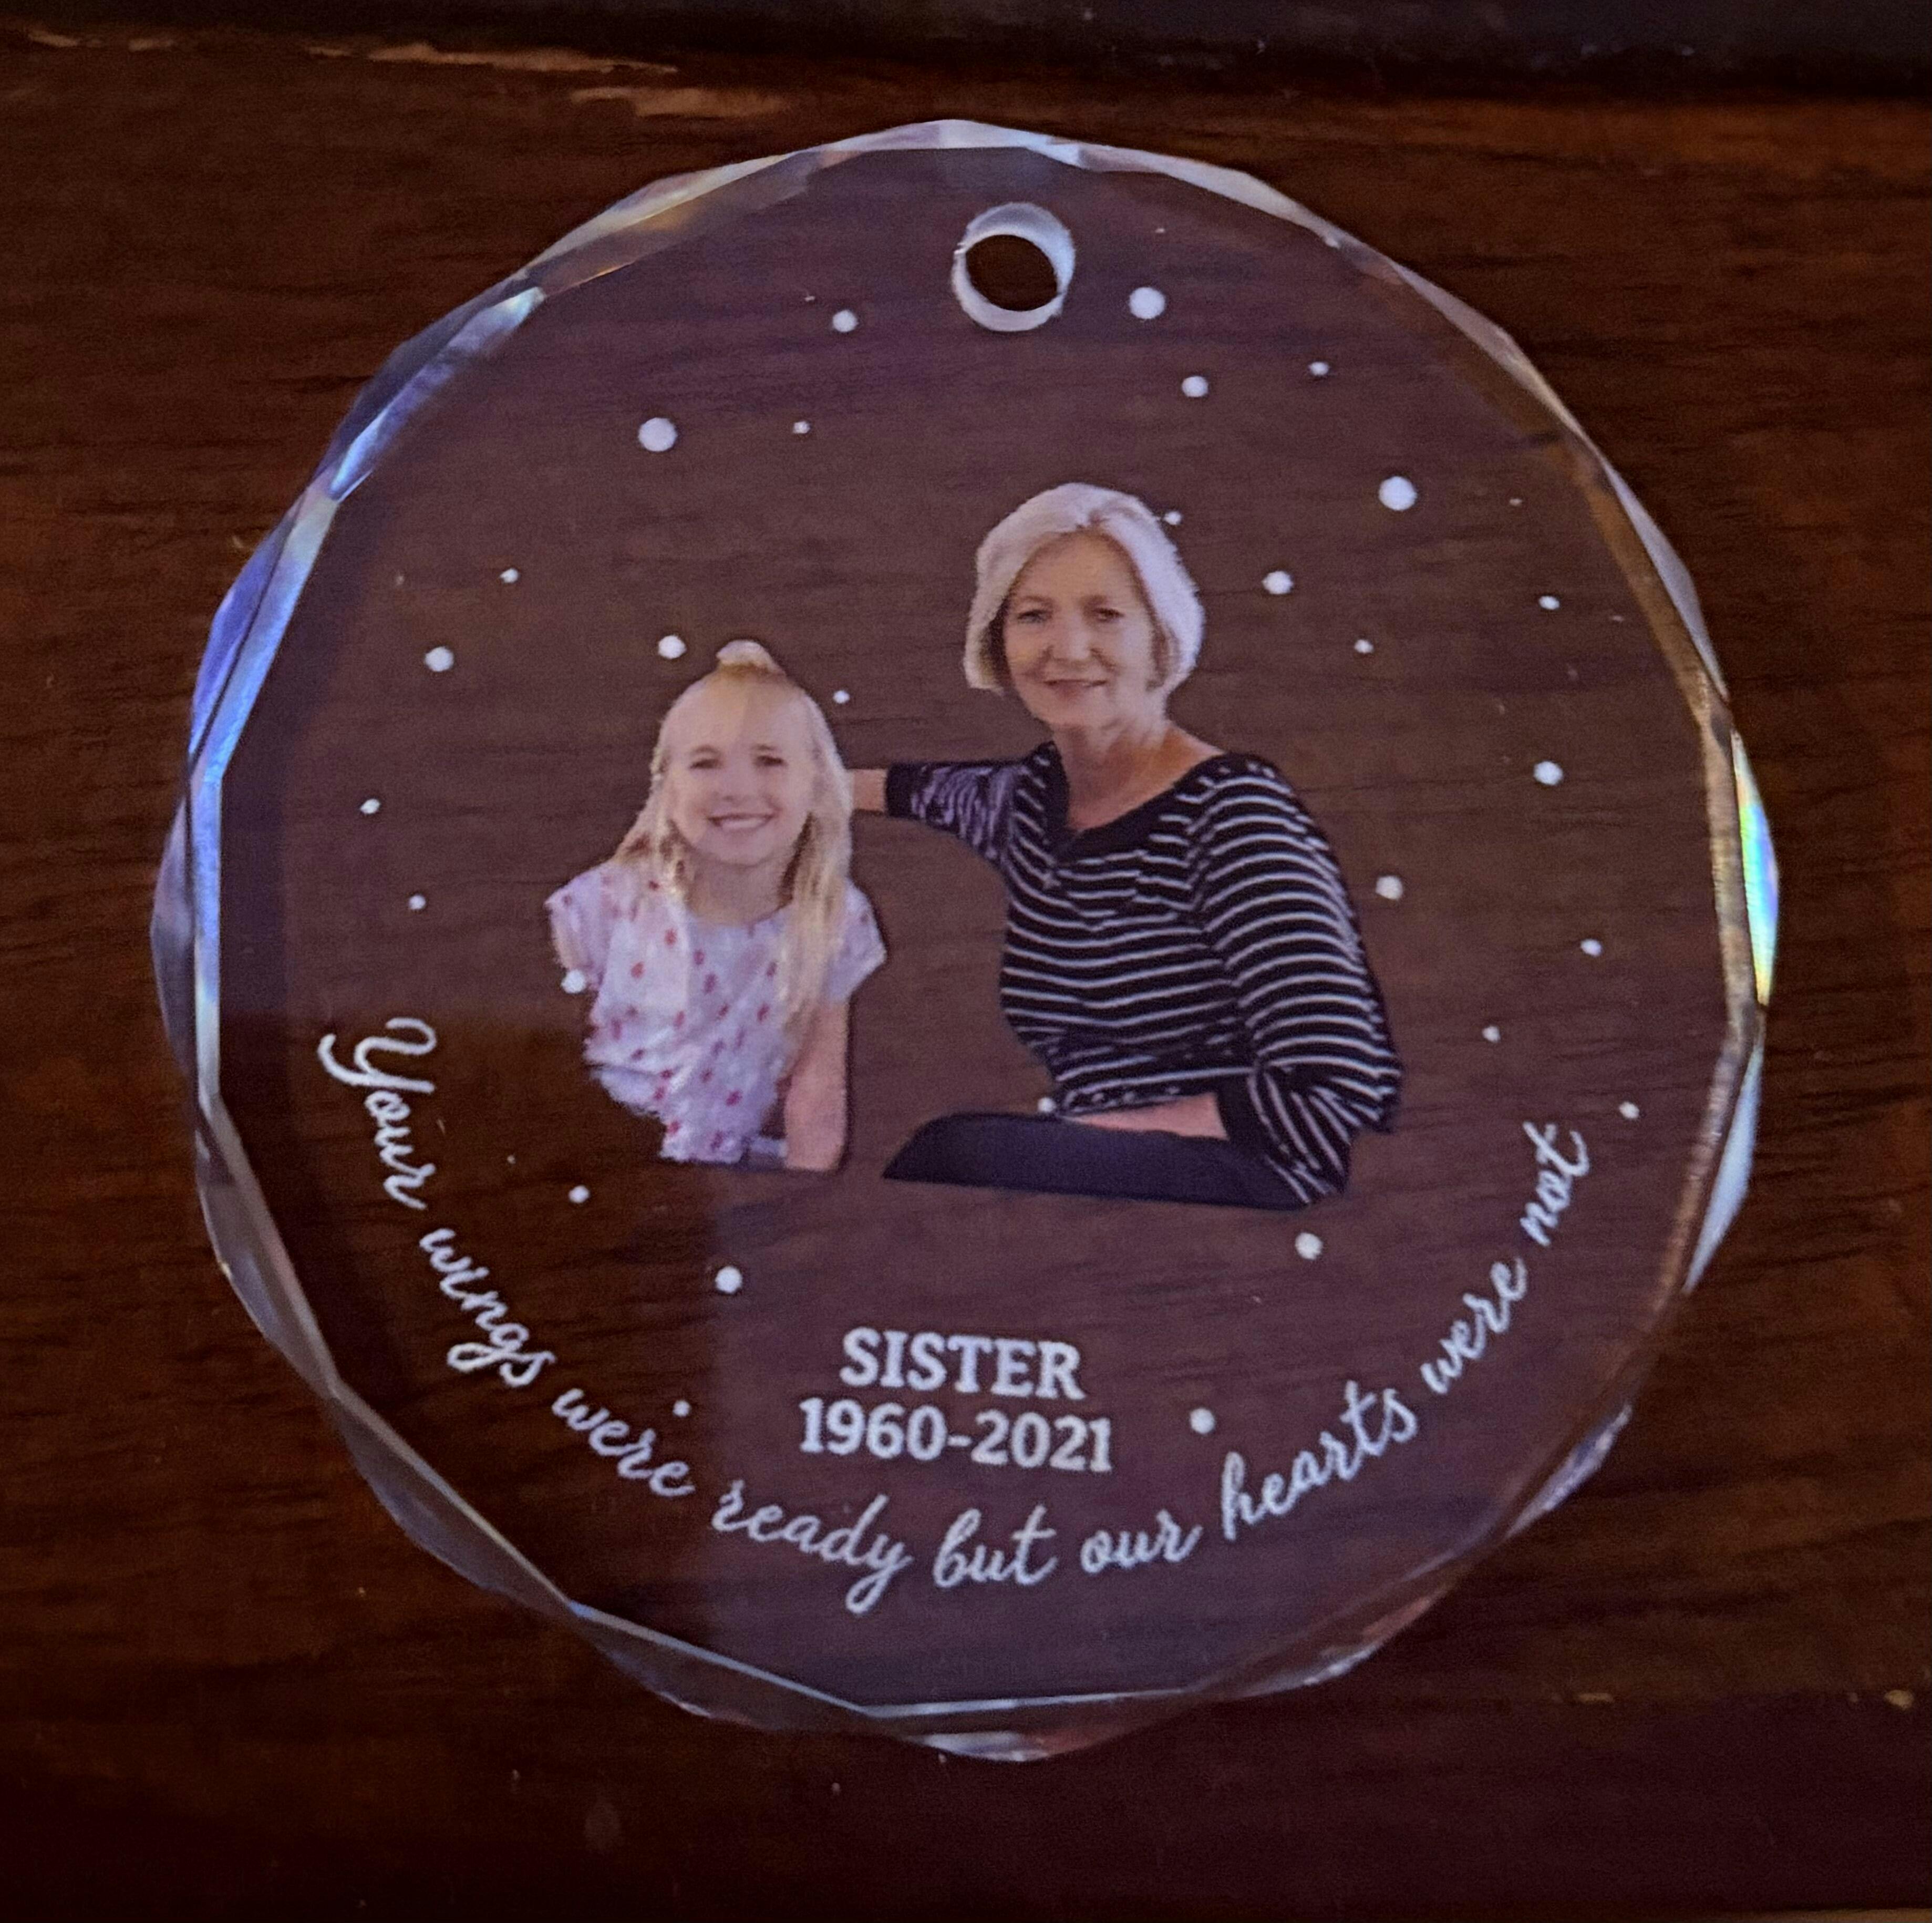 SISTER
1960-2021
Your wings were ready but our hearts were not